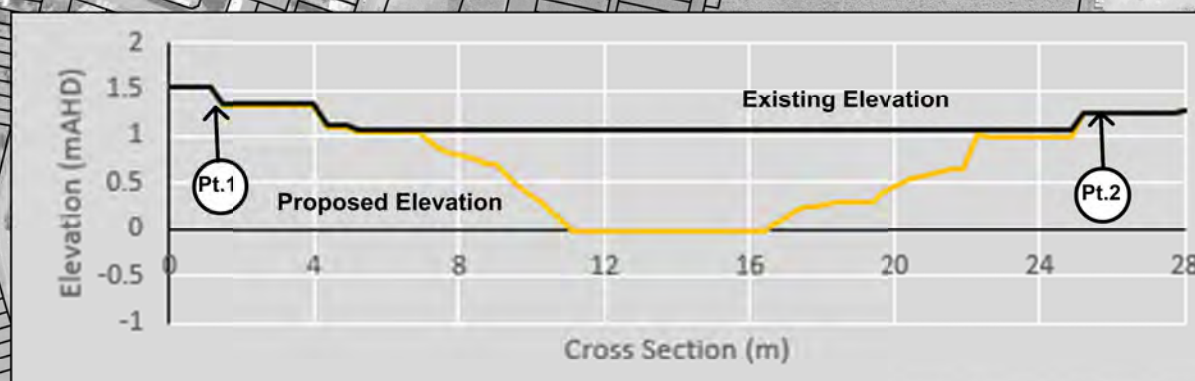 2
1.5
1
0.5
0
-0.5
-1
Elevation (mAHD)
Existing Elevation
Pt.1
Proposed Elevation
Pt.2
0 4 8 12 16 20 24 28
Cross Section (m)